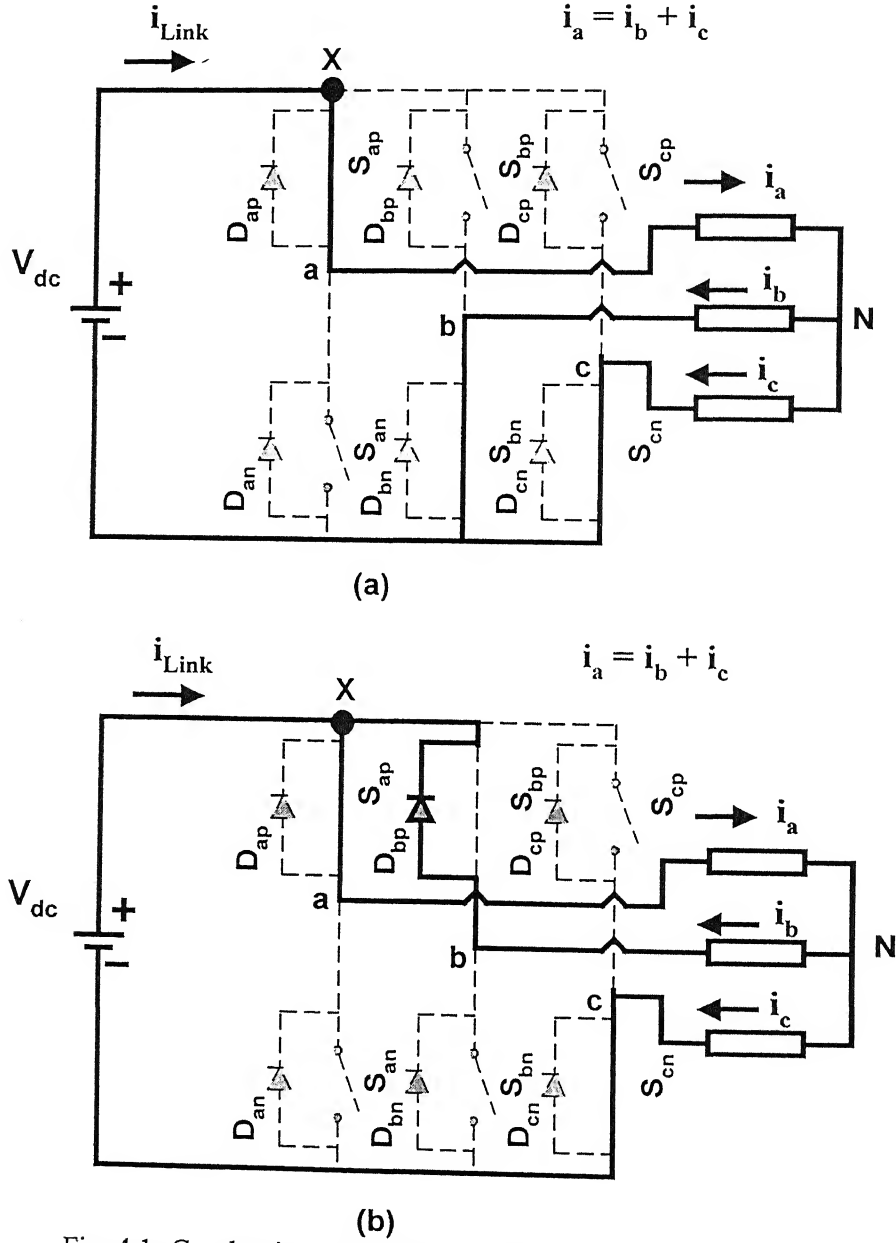 i_Link
i_a = i_b + i_c
X
S_ap
S_bp
S_cp
D_ap
D_bp
D_cp
i_a
V_dc
+
−
a
i_b
b
N
c
i_c
S_an
S_bn
S_cn
D_an
D_bn
D_cn
(a)
i_Link
i_a = i_b + i_c
X
S_ap
S_bp
S_cp
D_ap
D_bp
D_cp
i_a
V_dc
+
−
a
i_b
b
N
c
i_c
S_an
S_bn
S_cn
D_an
D_bn
D_cn
(b)